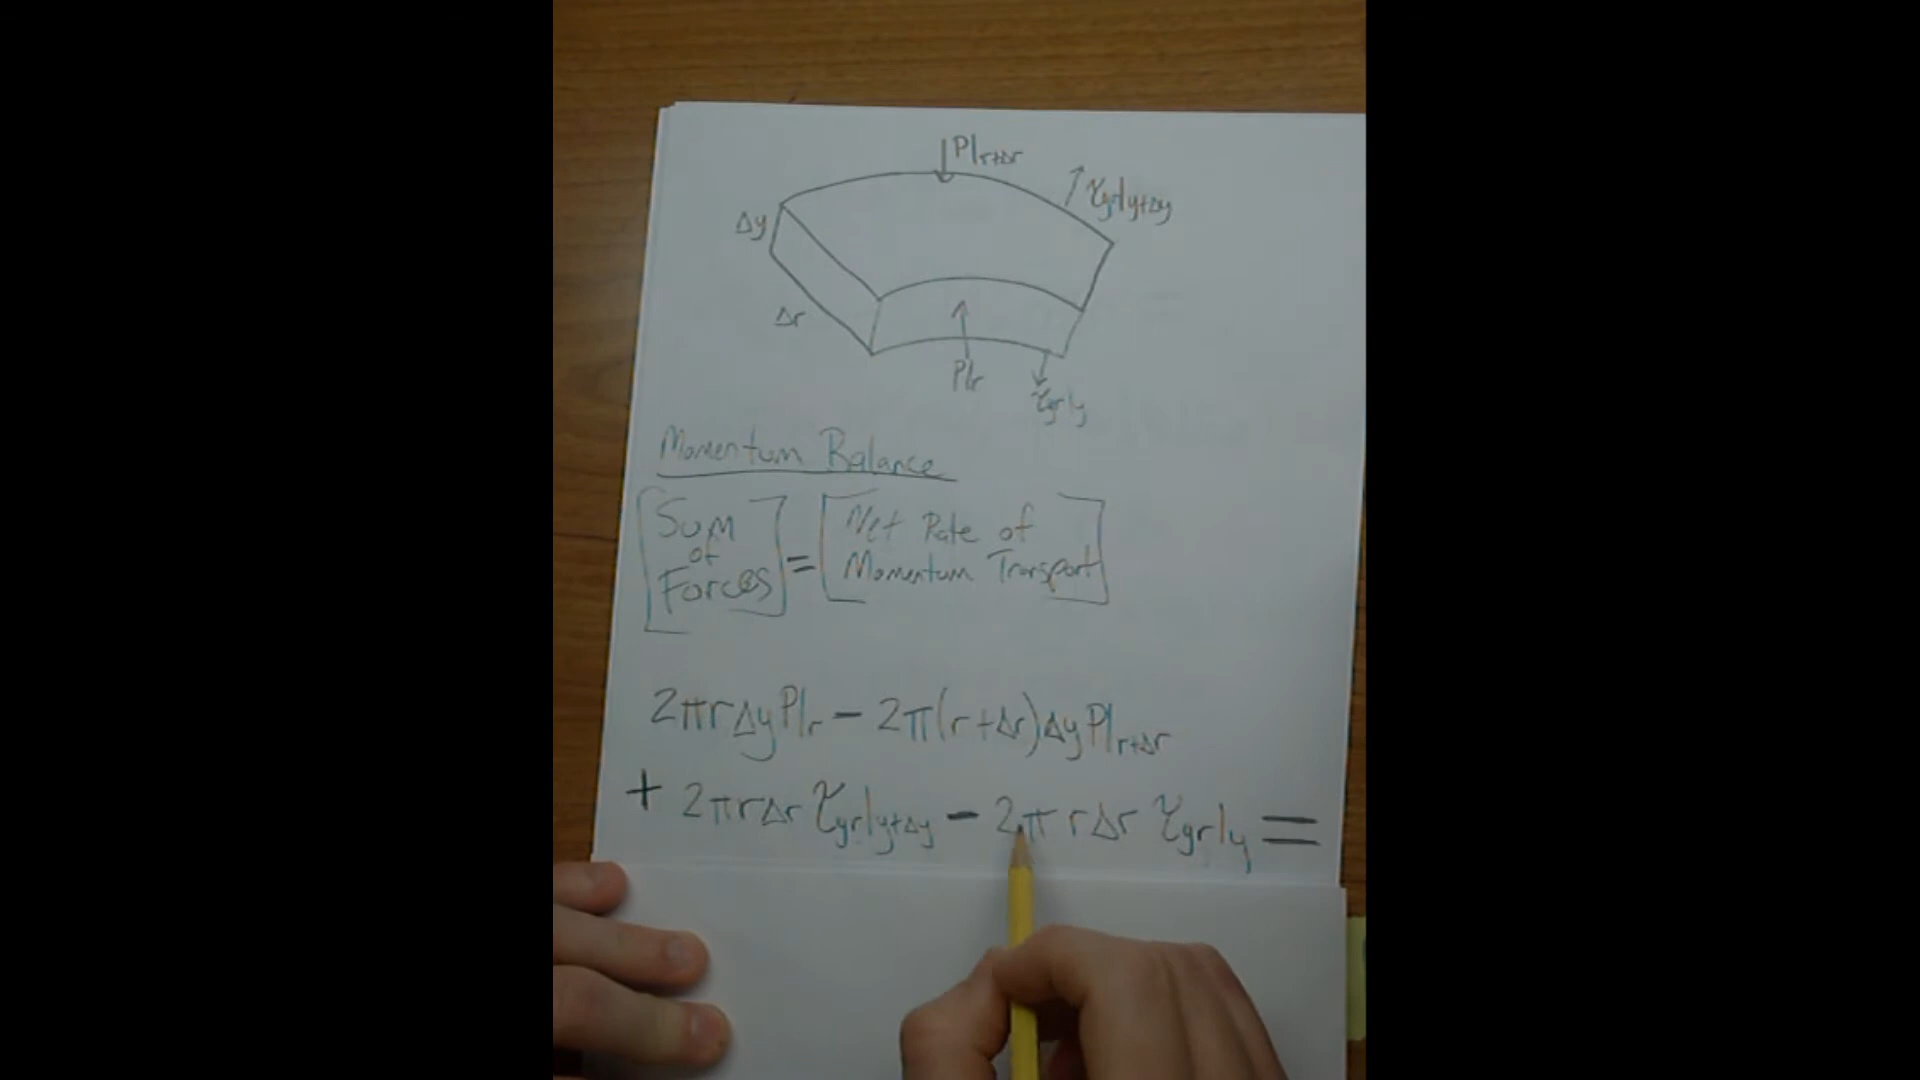 P|r+Δr
τyr|y+Δy
Δy
Δr
P|r
τyr|y
Momentum Balance
[Sum of Forces] = [Net Rate of Momentum Transport]
2πrΔyP|r − 2π(r+Δr)ΔyP|r+Δr
+ 2πrΔr τyr|y+Δy − 2πrΔr τyr|y =